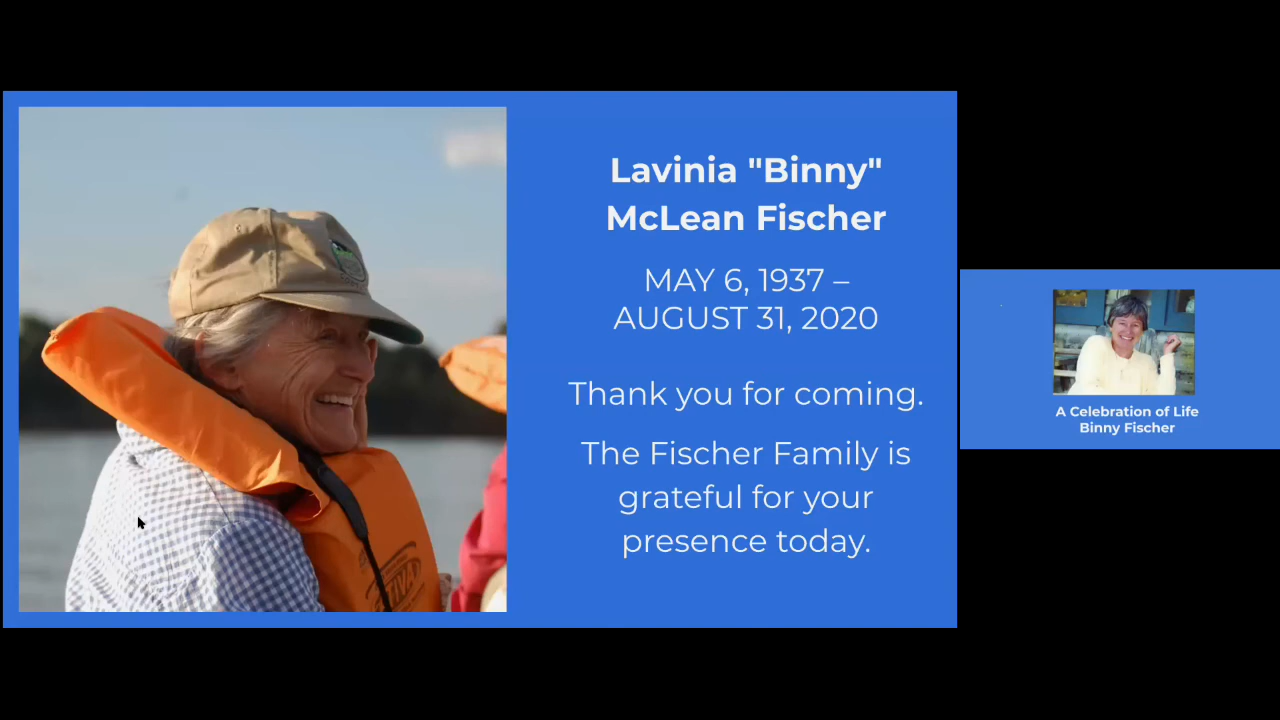 Lavinia "Binny"
McLean Fischer
MAY 6, 1937 –
AUGUST 31, 2020
Thank you for coming.
The Fischer Family is
grateful for your
presence today.
A Celebration of Life
Binny Fischer